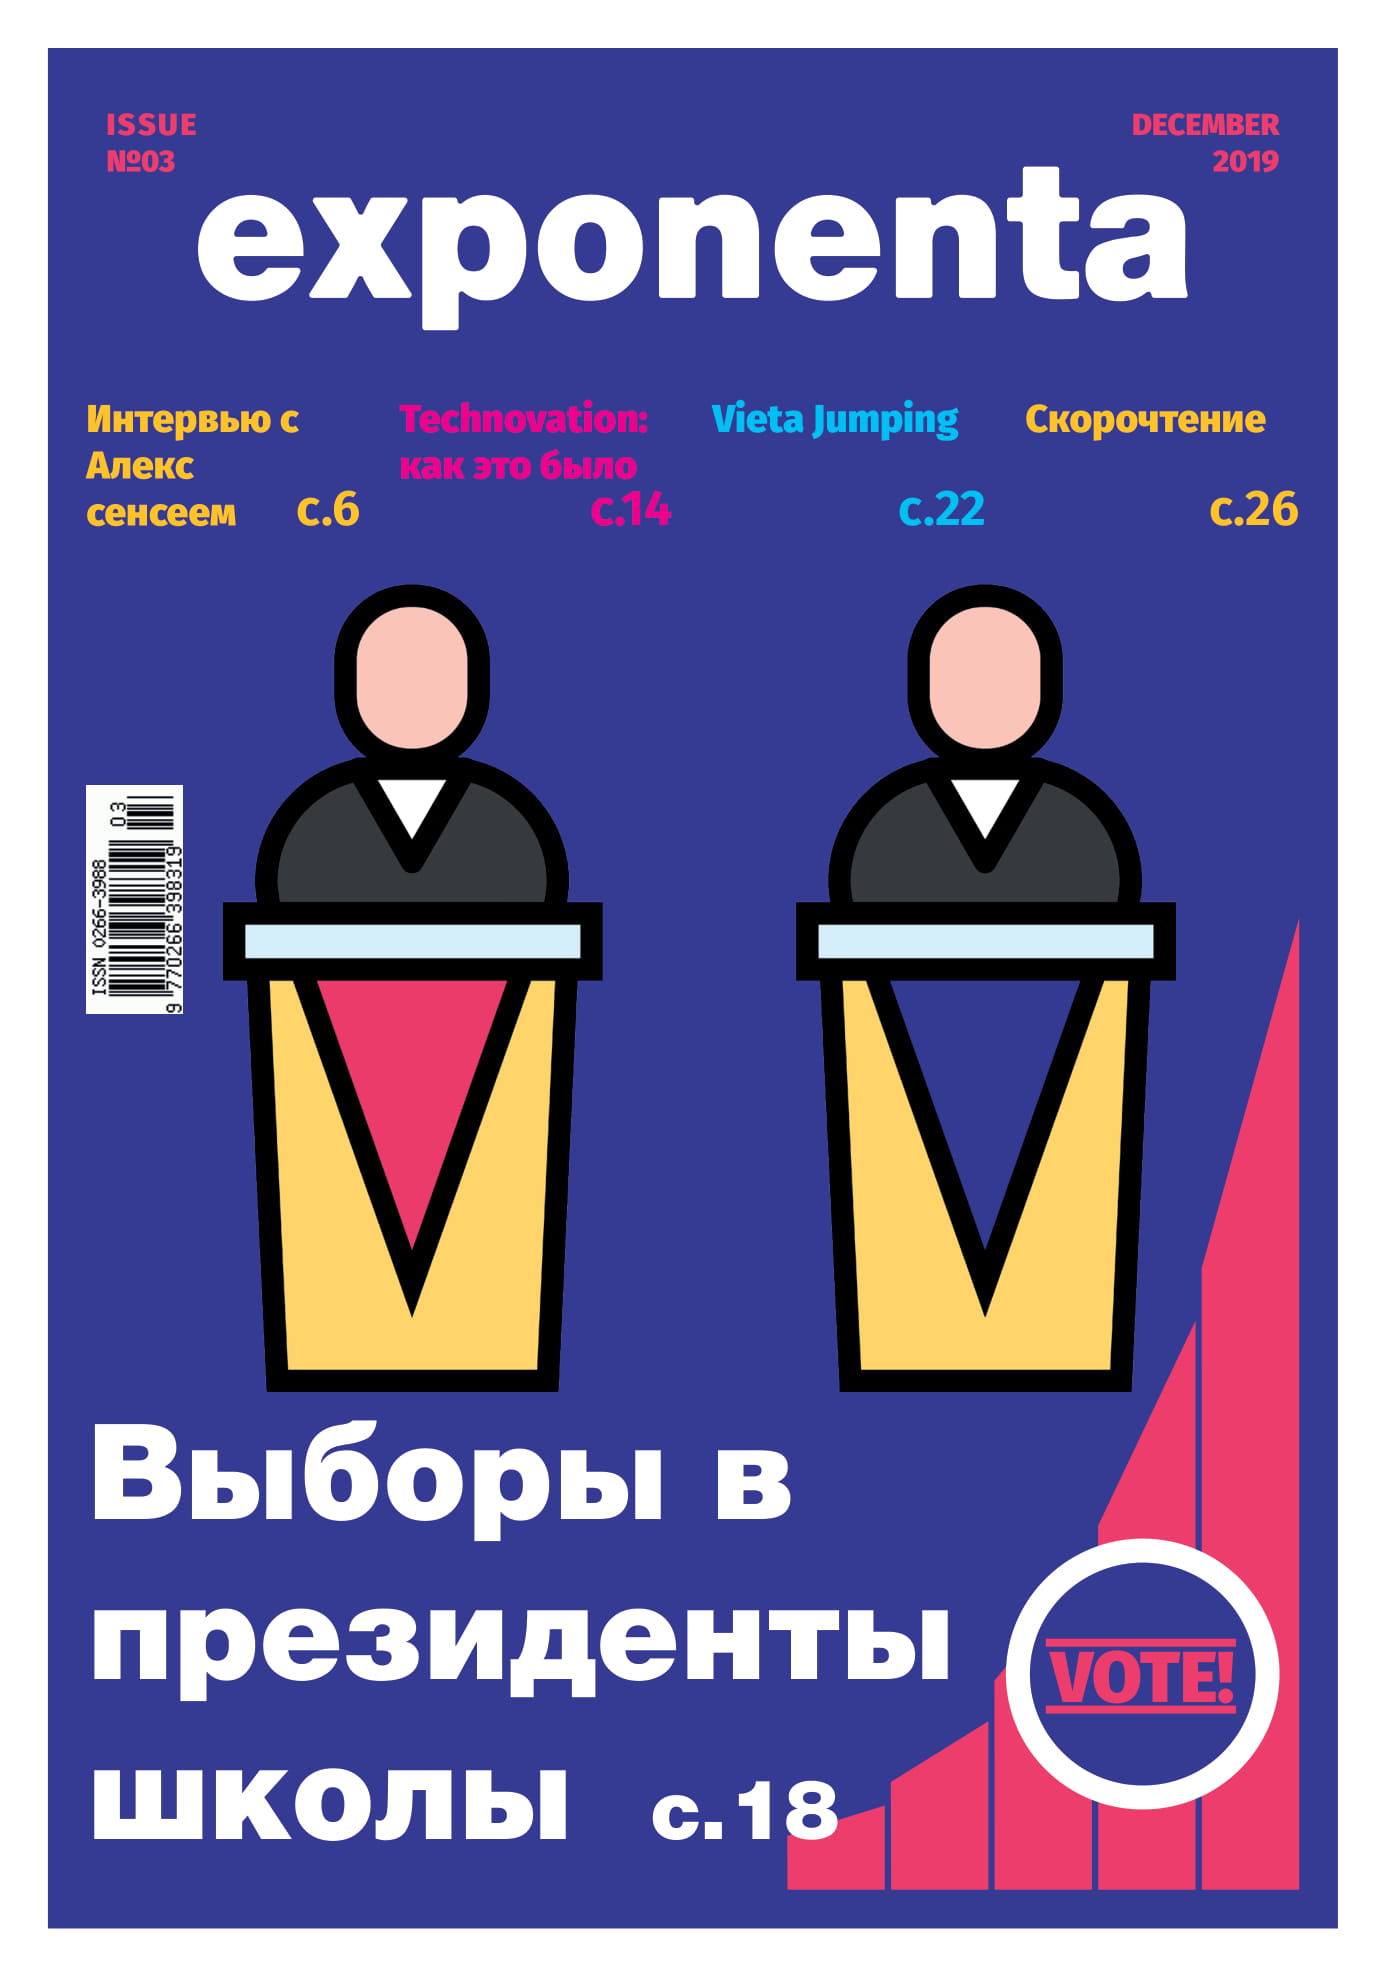 ISSUE
№03
DECEMBER
2019
exponenta
Интервью с
Алекс
сенсеем с.6
Technovation:
как это было
с.14
Vieta Jumping
с.22
Скорочтение
с.26
03
ISSN 0266-3988
9 770266 398319
Выборы в
президенты
школы с.18
VOTE!